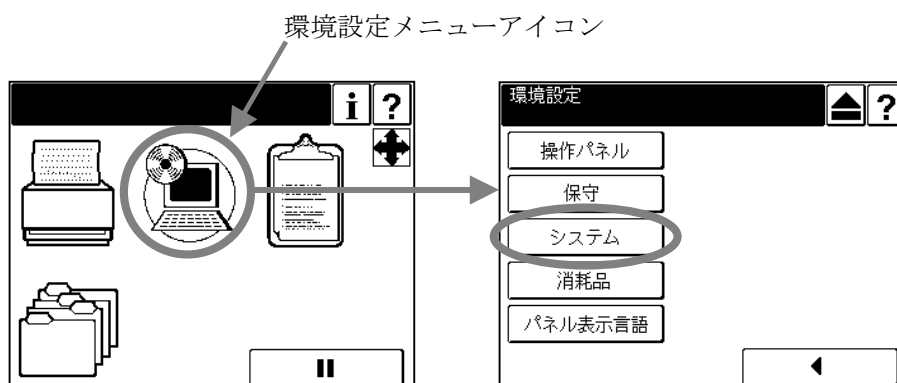 環境設定メニューアイコン
i ?
環境設定
?
操作パネル
保守
システム
消耗品
パネル表示言語